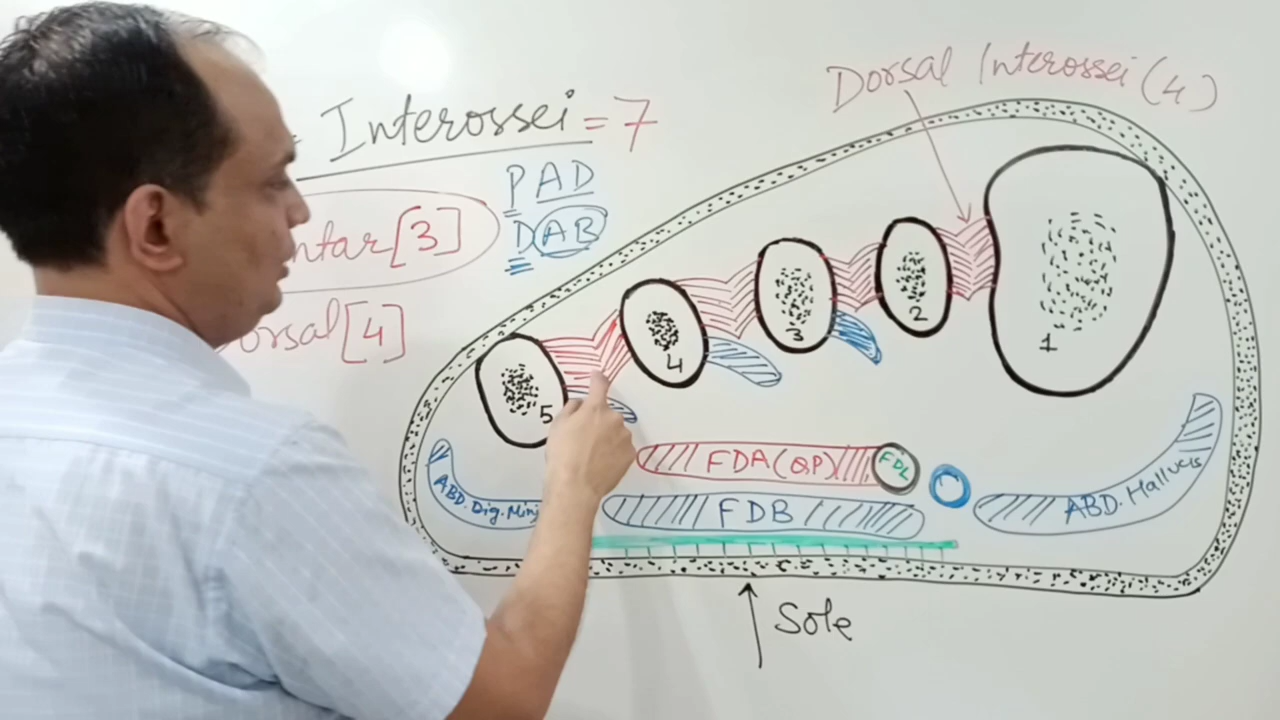 Interossei = 7
PAD
DAB
ntar [3]
orsal [4]
Dorsal Interossei (4)
1
2
3
4
5
FDA (QP)
FDL
FDB
ABD. Dig. Mini
ABD. Hallucis
Sole